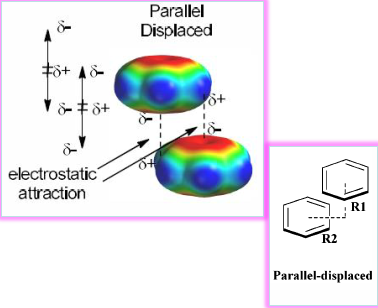 Parallel
Displaced
δ-
δ+ δ-
δ- δ+
δ-
δ+
δ- δ-
δ+
electrostatic
attraction
R1
R2
Parallel-displaced